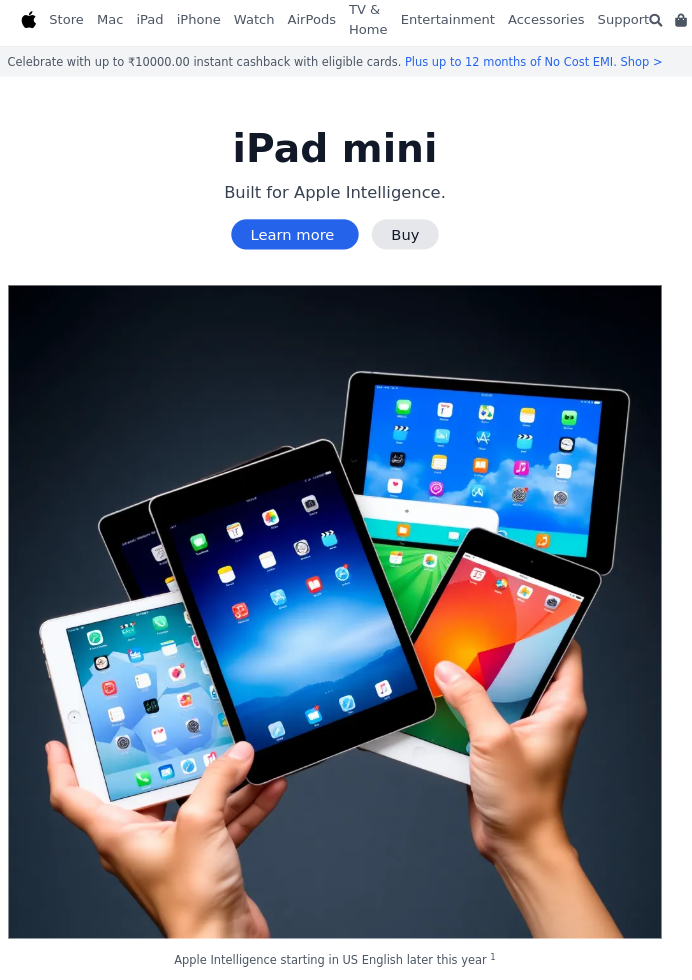 Store Mac iPad iPhone Watch AirPods TV & Home Entertainment Accessories Support
Celebrate with up to ₹10000.00 instant cashback with eligible cards. Plus up to 12 months of No Cost EMI. Shop >
iPad mini
Built for Apple Intelligence.
Learn more Buy
Apple Intelligence starting in US English later this year 1